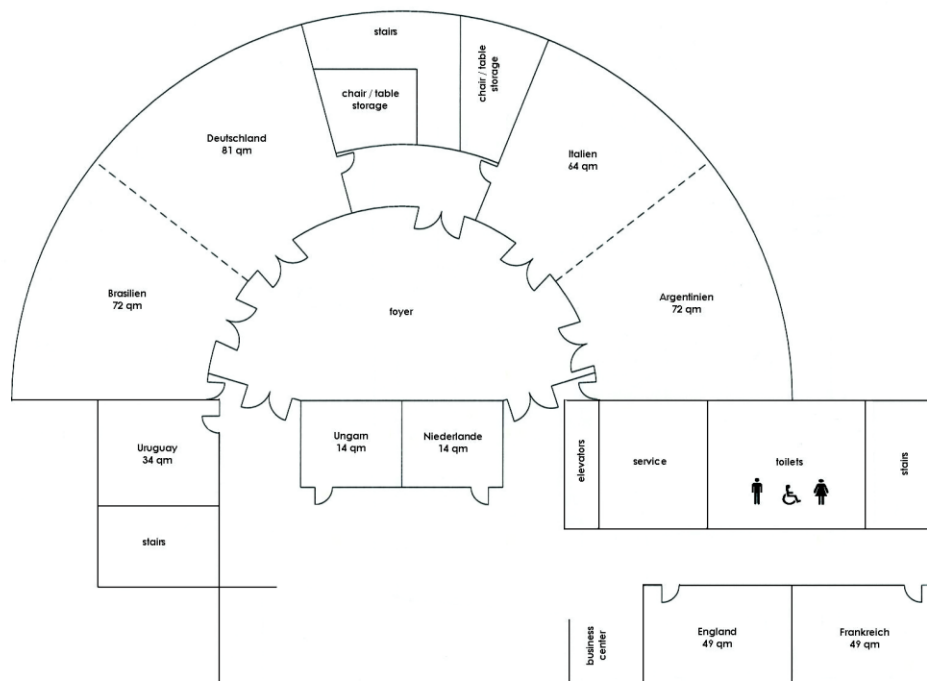 stairs
chair / table
storage
chair / table
storage
Deutschland
81 qm
Italien
64 qm
Brasilien
72 qm
Argentinien
72 qm
foyer
Uruguay
34 qm
Ungarn
14 qm
Niederlande
14 qm
elevators
service
toilets
stairs
stairs
business
center
England
49 qm
Frankreich
49 qm